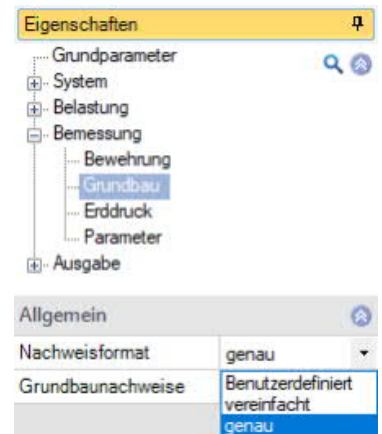 Eigenschaften
Grundparameter
System
Belastung
Bemessung
Bewehrung
Grundbau
Erddruck
Parameter
Ausgabe
Allgemein
Nachweisformat genau
Grundbaunachweise Benutzerdefiniert
vereinfacht
genau